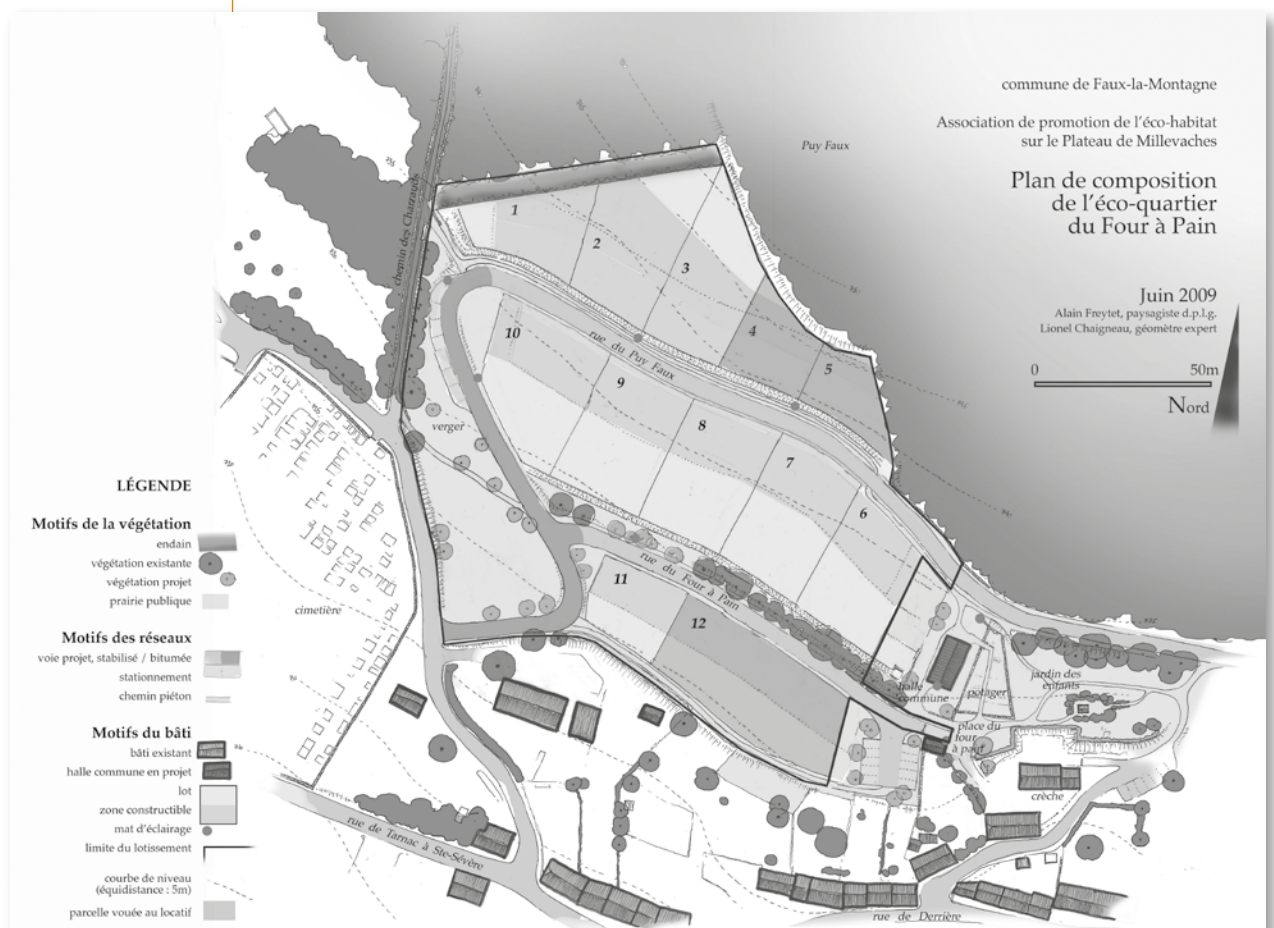 commune de Faux-la-Montagne
Association de promotion de l'éco-habitat
sur le Plateau de Millevaches
Plan de composition
de l'éco-quartier
du Four à Pain
Juin 2009
Alain Freytet, paysagiste d.p.l.g.
Lionel Chaigneau, géomètre expert
0 50m
Nord
Puy Faux
chemin des Charrauds
1
2
3
4
5
rue du Puy Faux
10
9
8
7
6
verger
rue du Four à Pain
11
12
cimetière
halle
commune
potager
jardin des
enfants
place du
four
à pain
crèche
rue de Tarnac à Ste-Sévère
rue de Derrière
LÉGENDE
Motifs de la végétation
endain
végétation existante
végétation projet
prairie publique
Motifs des réseaux
voie projet, stabilisé / bitumée
stationnement
chemin piéton
Motifs du bâti
bâti existant
halle commune en projet
lot
zone constructible
mat d'éclairage
limite du lotissement
courbe de niveau
(équidistance : 5m)
parcelle vouée au locatif